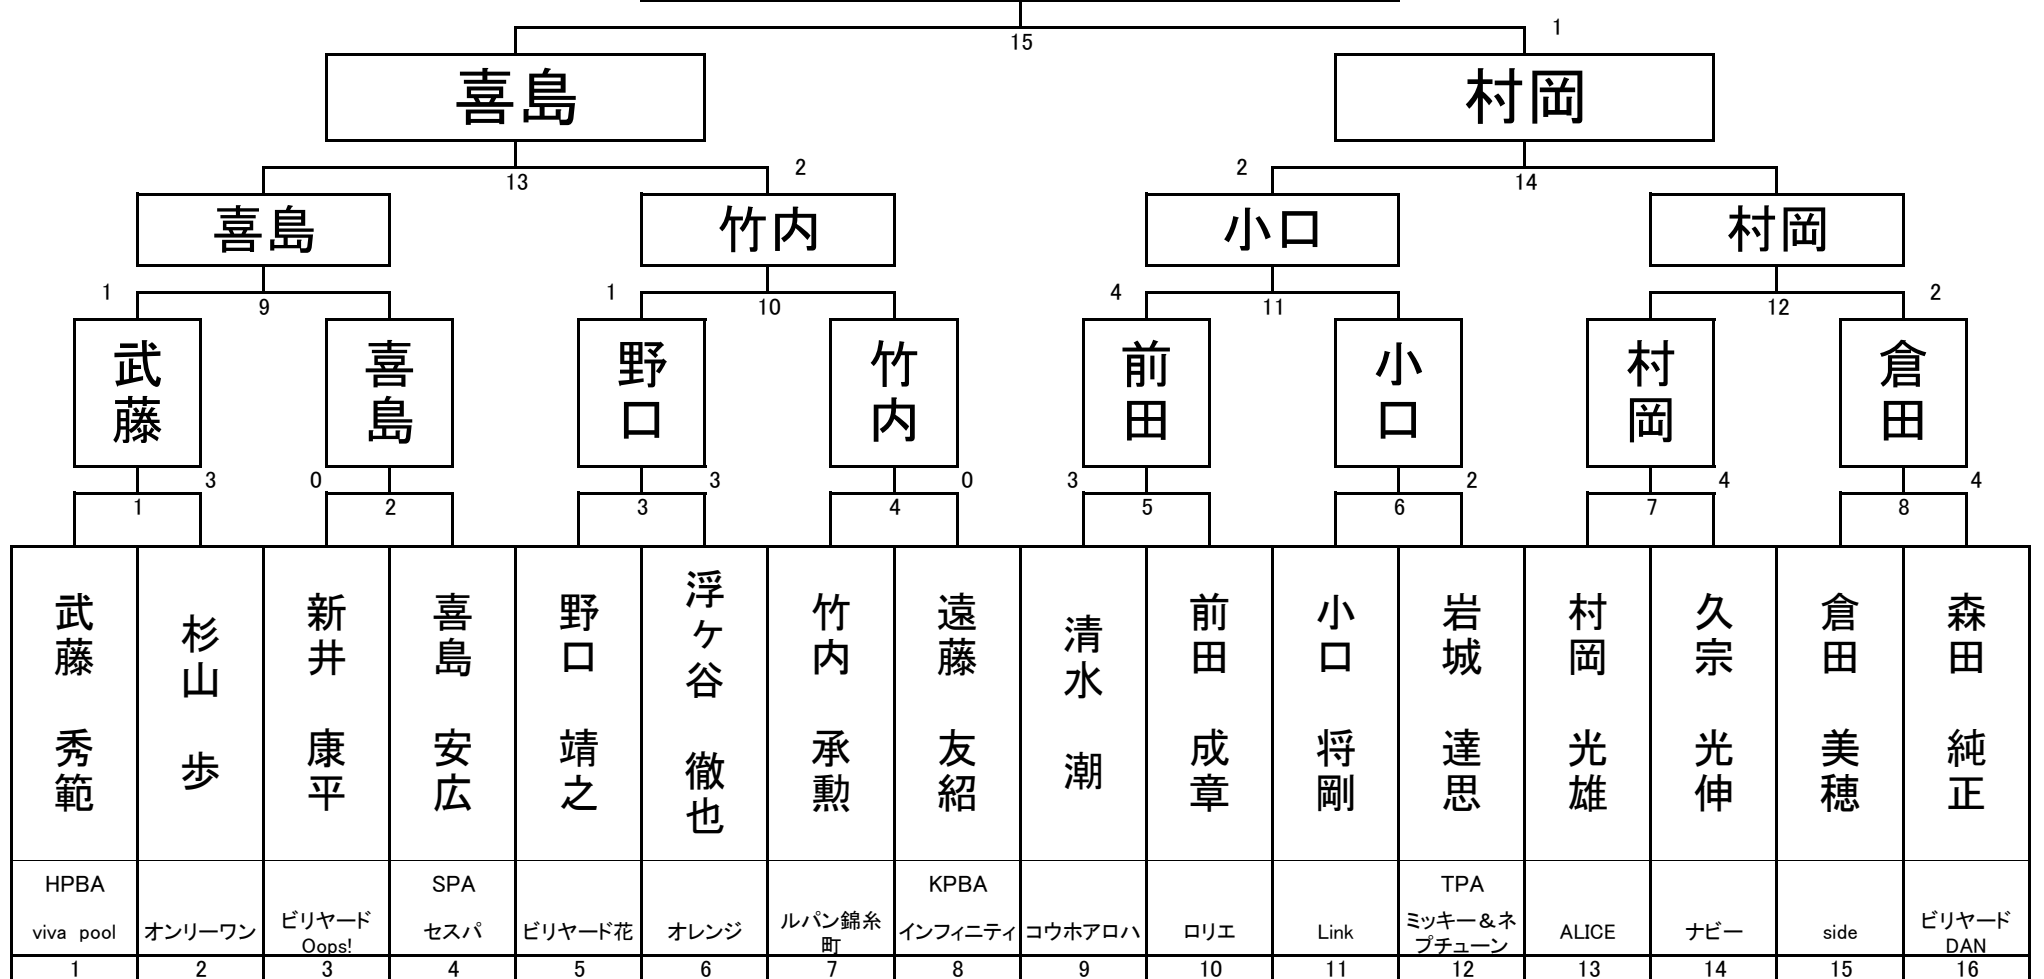 1
15
喜島
村岡
2
2
13
14
喜島
竹内
小口
村岡
1
1
4
2
9
10
11
12
武藤
喜島
野口
竹内
前田
小口
村岡
倉田
3
0
3
0
3
2
4
4
1
2
3
4
5
6
7
8
武藤 秀範
杉山 歩
新井 康平
喜島 安広
野口 靖之
浮ケ谷 徹也
竹内 承勲
遠藤 友紹
清水 潮
前田 成章
小口 将剛
岩城 達思
村岡 光雄
久宗 光伸
倉田 美穂
森田 純正
HPBA
SPA
KPBA
TPA
viva pool
オンリーワン
ビリヤード
Oops!
セスパ
ビリヤード花
オレンジ
ルパン錦糸
町
インフィニティ
コウホアロハ
ロリエ
Link
ミッキー＆ネ
プチューン
ALICE
ナビー
side
ビリヤード
DAN
1
2
3
4
5
6
7
8
9
10
11
12
13
14
15
16